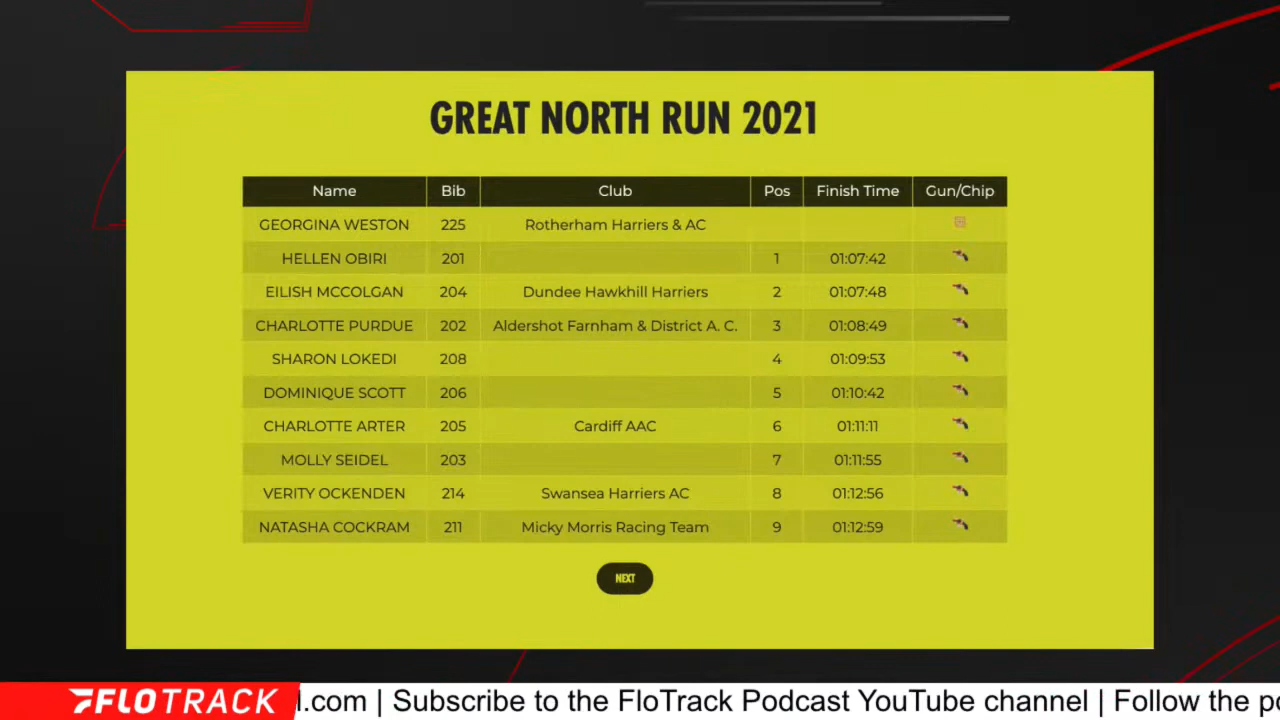 GREAT NORTH RUN 2021
Name Bib Club Pos Finish Time Gun/Chip
GEORGINA WESTON 225 Rotherham Harriers & AC
HELLEN OBIRI 201 1 01:07:42
EILISH MCCOLGAN 204 Dundee Hawkhill Harriers 2 01:07:48
CHARLOTTE PURDUE 202 Aldershot Farnham & District A. C. 3 01:08:49
SHARON LOKEDI 208 4 01:09:53
DOMINIQUE SCOTT 206 5 01:10:42
CHARLOTTE ARTER 205 Cardiff AAC 6 01:11:11
MOLLY SEIDEL 203 7 01:11:55
VERITY OCKENDEN 214 Swansea Harriers AC 8 01:12:56
NATASHA COCKRAM 211 Micky Morris Racing Team 9 01:12:59
NEXT
FLOTRACK l.com | Subscribe to the FloTrack Podcast YouTube channel | Follow the